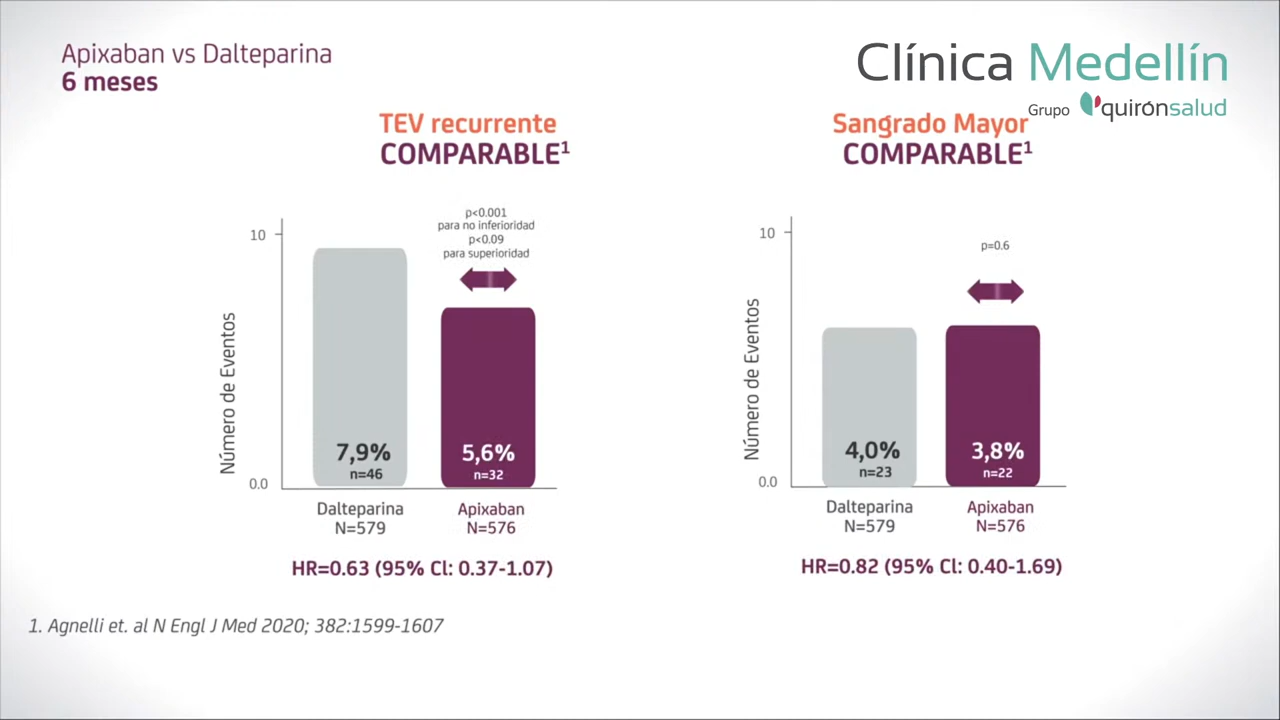 Apixaban vs Dalteparina
6 meses
Clínica Medellín
Grupo quirónsalud
TEV recurrente
COMPARABLE¹
p<0.001
para no inferioridad
p<0.09
para superioridad
10
Número de Eventos
0.0
7,9%
n=46
5,6%
n=32
Dalteparina
N=579
Apixaban
N=576
HR=0.63 (95% Cl: 0.37-1.07)
Sangrado Mayor
COMPARABLE¹
p=0.6
10
Número de Eventos
0.0
4,0%
n=23
3,8%
n=22
Dalteparina
N=579
Apixaban
N=576
HR=0.82 (95% Cl: 0.40-1.69)
1. Agnelli et. al N Engl J Med 2020; 382:1599-1607